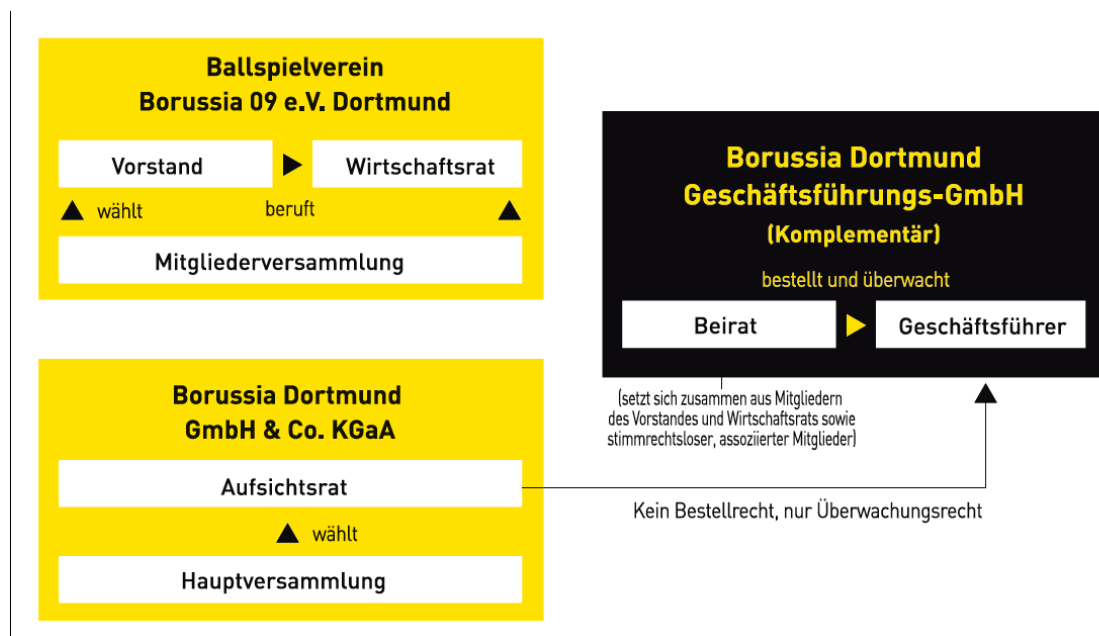 Ballspielverein
Borussia 09 e.V. Dortmund
Vorstand
Wirtschaftsrat
wählt
beruft
Mitgliederversammlung
Borussia Dortmund
Geschäftsführungs-GmbH
(Komplementär)
bestellt und überwacht
Beirat
Geschäftsführer
(setzt sich zusammen aus Mitgliedern
des Vorstandes und Wirtschaftsrats sowie
stimmrechtsloser, assoziierter Mitglieder)
Borussia Dortmund
GmbH & Co. KGaA
Aufsichtsrat
wählt
Hauptversammlung
Kein Bestellrecht, nur Überwachungsrecht